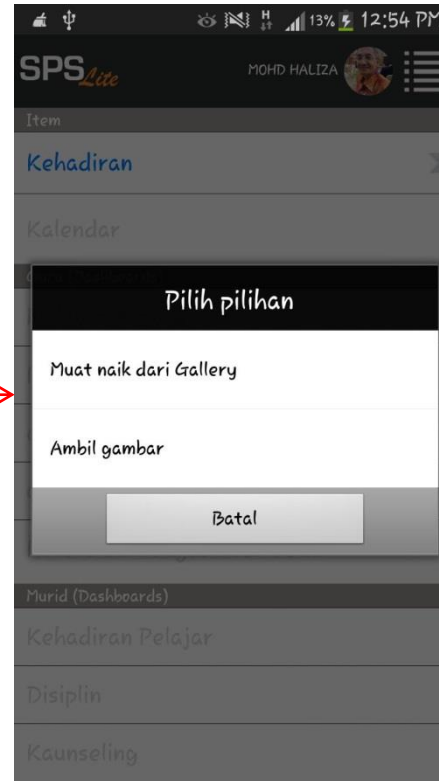 H 13% 12:54 PM
SPS Lite MOHD HALIZA
Item
Kehadiran
Kalendar
Pilih pilihan
Muat naik dari Gallery
Ambil gambar
Batal
Murid (Dashboards)
Kehadiran Pelajar
Disiplin
Kaunseling